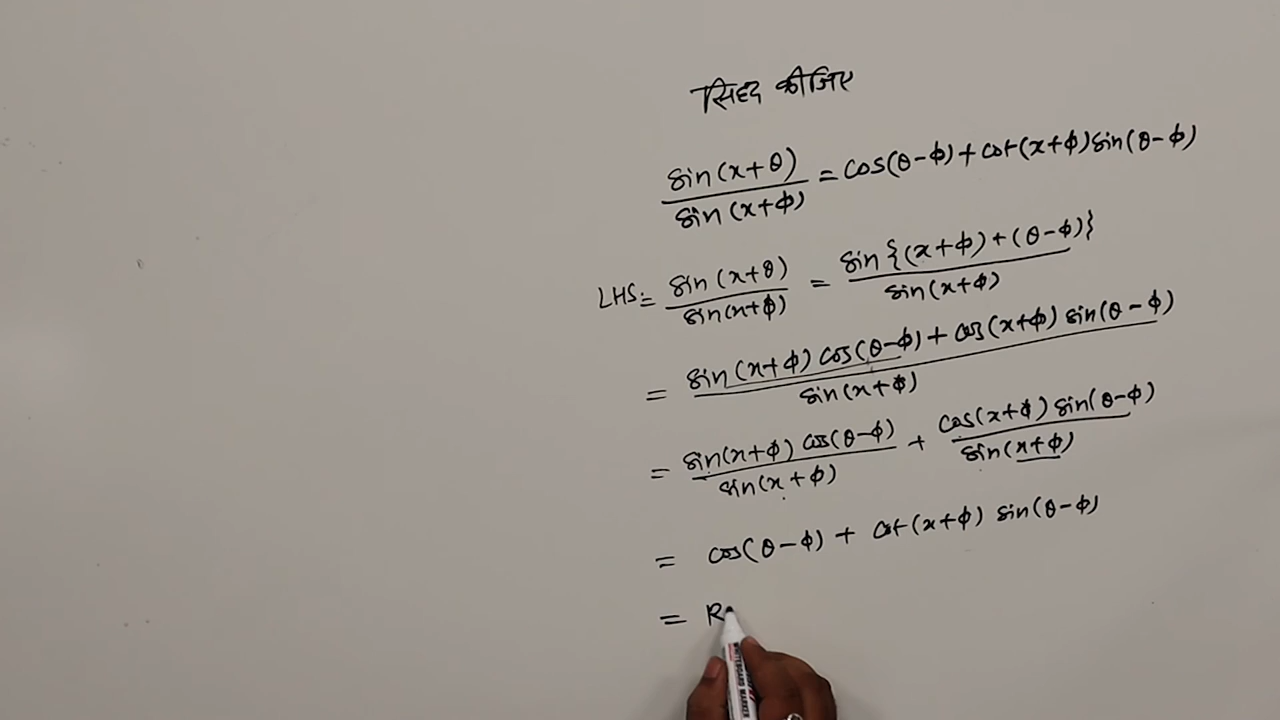 सिद्ध कीजिए
sin(x+θ)/sin(x+ϕ) = cos(θ-ϕ)+cot(x+ϕ)sin(θ-ϕ)
LHS:= sin(x+θ)/sin(x+ϕ) = sin{(x+ϕ)+(θ-ϕ)}/sin(x+ϕ)
= sin(x+ϕ) cos(θ-ϕ)+cos(x+ϕ) sin(θ-ϕ)/sin(x+ϕ)
= sin(x+ϕ) cos(θ-ϕ)/sin(x+ϕ) + cos(x+ϕ) sin(θ-ϕ)/sin(x+ϕ)
= cos(θ-ϕ) + cot(x+ϕ) sin(θ-ϕ)
= R